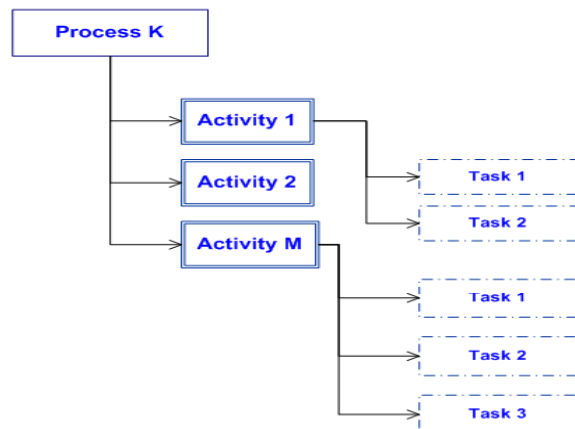 Process K
Activity 1
Task 1
Task 2
Activity 2
Activity M
Task 1
Task 2
Task 3